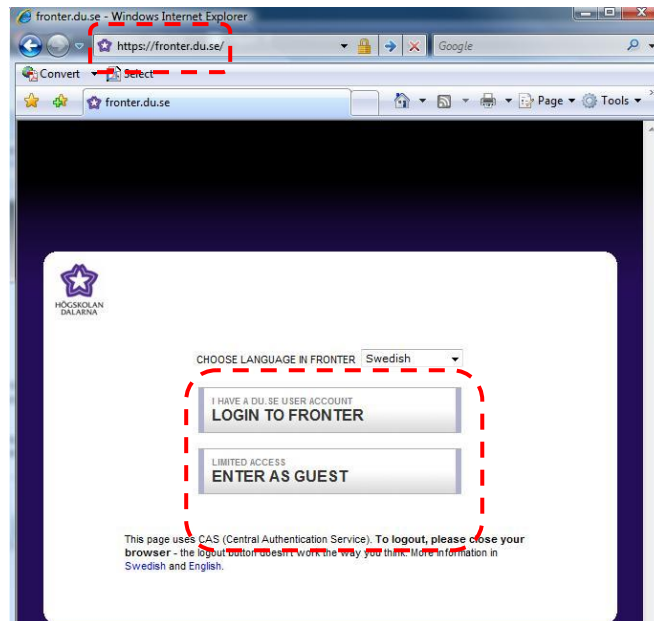 fronter.du.se - Windows Internet Explorer
https://fronter.du.se/
Google
Convert Select
fronter.du.se
Page Tools
HÖGSKOLAN
DALARNA
CHOOSE LANGUAGE IN FRONTER Swedish
I HAVE A DU.SE USER ACCOUNT
LOGIN TO FRONTER
LIMITED ACCESS
ENTER AS GUEST
This page uses CAS (Central Authentication Service). To logout, please close your
browser - the logout button doesn't work the way you think. More information in
Swedish and English.